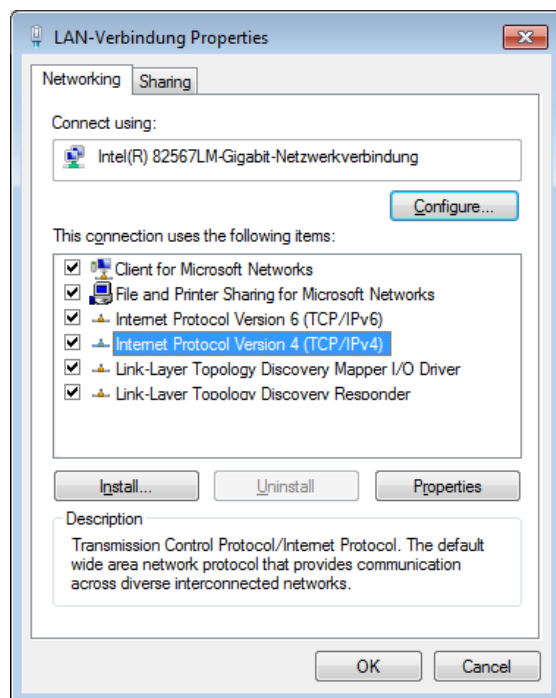 LAN-Verbindung Properties
Networking
Sharing
Connect using:
Intel(R) 82567LM-Gigabit-Netzwerkverbindung
Configure...
This connection uses the following items:
Client for Microsoft Networks
File and Printer Sharing for Microsoft Networks
Internet Protocol Version 6 (TCP/IPv6)
Internet Protocol Version 4 (TCP/IPv4)
Link-Layer Topology Discovery Mapper I/O Driver
Link-Layer Topology Discovery Responder
Install...
Uninstall
Properties
Description
Transmission Control Protocol/Internet Protocol. The default
wide area network protocol that provides communication
across diverse interconnected networks.
OK
Cancel